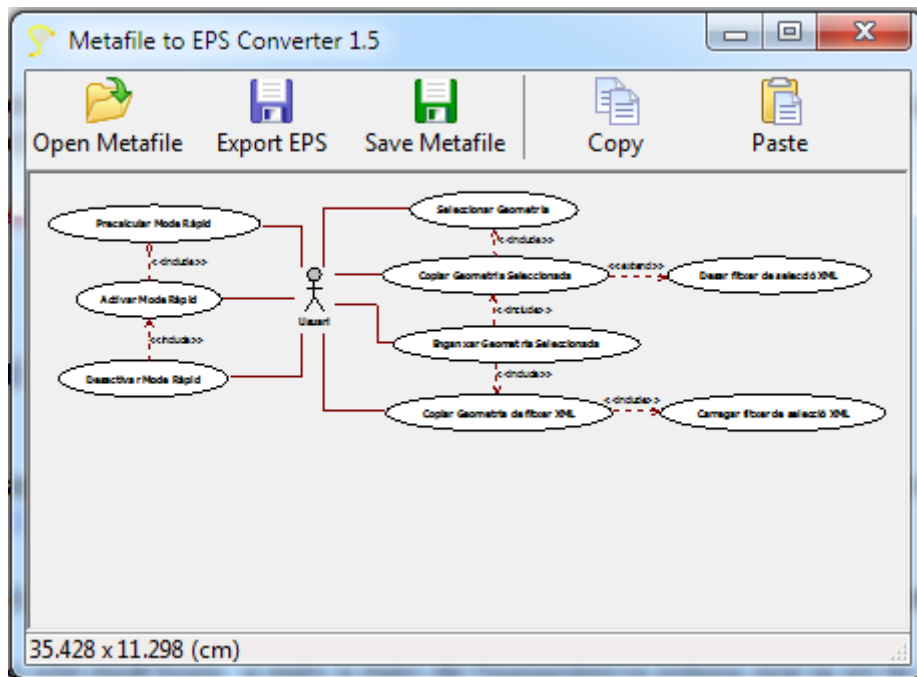 Metafile to EPS Converter 1.5
Open Metafile
Export EPS
Save Metafile
Copy
Paste
Precalcular Mode Ràpid
<<include>>
Activar Mode Ràpid
<<include>>
Desactivar Mode Ràpid
Usuari
Seleccionar Geometria
<<include>>
Copiar Geometria Seleccionada
<<extend>>
Desar fitxer de selecció XML
<<include>>
Enganxar Geometria Seleccionada
<<include>>
Copiar Geometria de fitxer XML
<<include>>
Carregar fitxer de selecció XML
35.428 x 11.298 (cm)